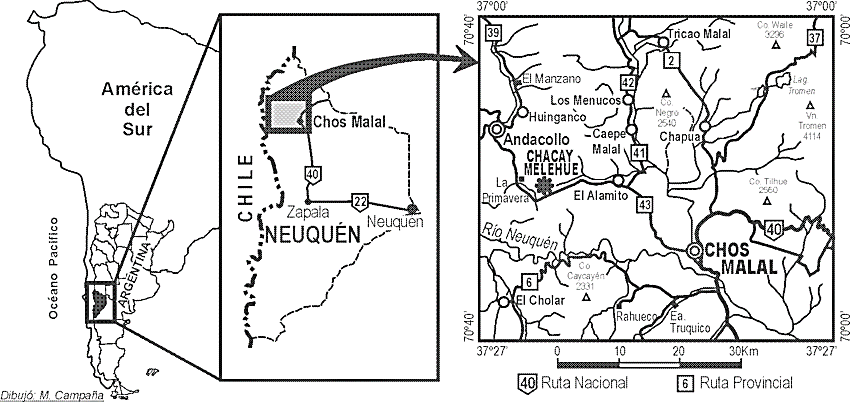 América
del
Sur
Océano Pacífico
ARGENTINA
Dibujó: M. Campaña
CHILE
Chos Malal
40
22
Zapala
Neuquén
NEUQUÉN
37°00'
37°00'
70°40'
70°00'
39
Tricao Malal
Co. Waile
3296
37
2
El Manzano
42
Lag.
Tromen
Los Menucos
Huinganco
Co.
Negro
2540
Vn.
Tromen
4114
Andacollo
Caepe
Malal
Chapua
CHACAY
MELEHUE
41
La
Primavera
El Alamito
Co. Tilhué
2560
43
40
Río Neuquén
CHOS
MALAL
Co.
Caycayén
2331
6
El Cholar
Rahueco
Ea.
Truquico
70°40'
70°00'
37°27'
37°27'
0
10
20
30Km
40
Ruta Nacional
6
Ruta Provincial